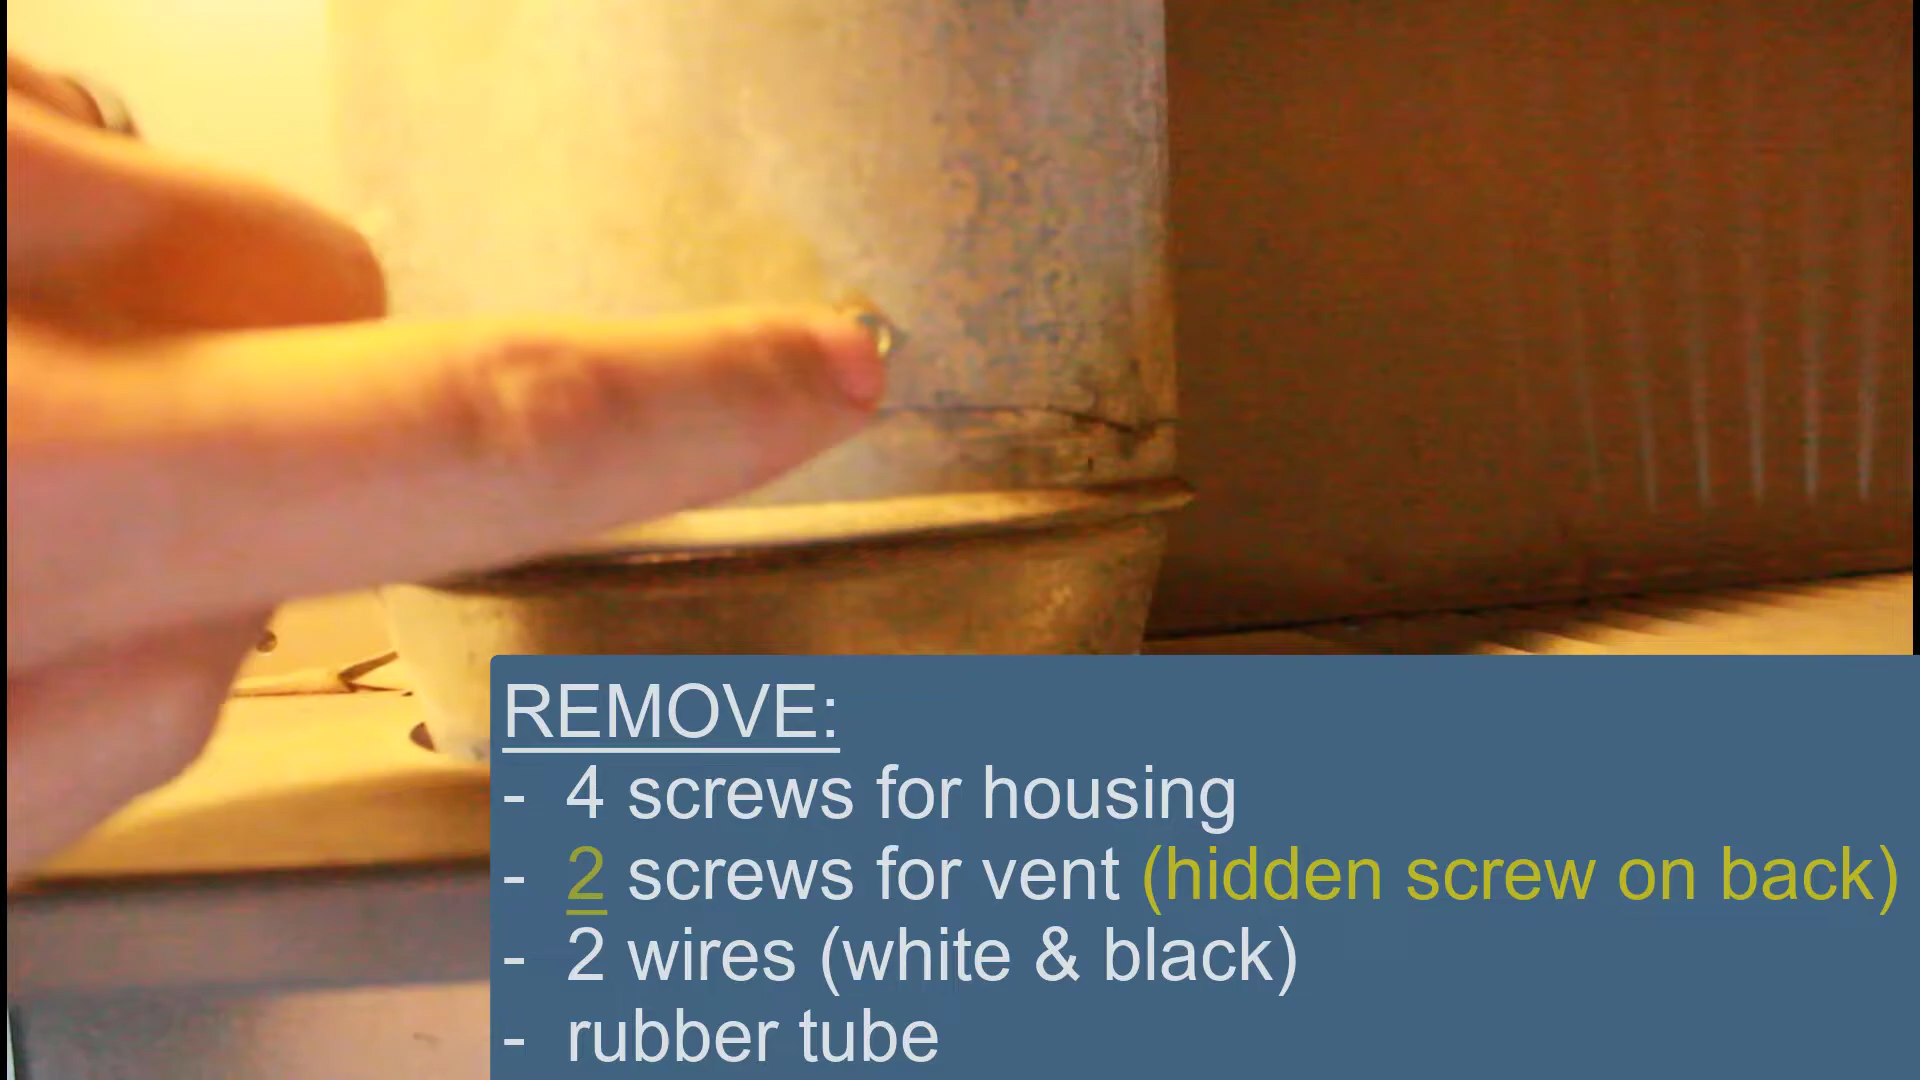 REMOVE:
- 4 screws for housing
- 2 screws for vent (hidden screw on back)
- 2 wires (white & black)
- rubber tube